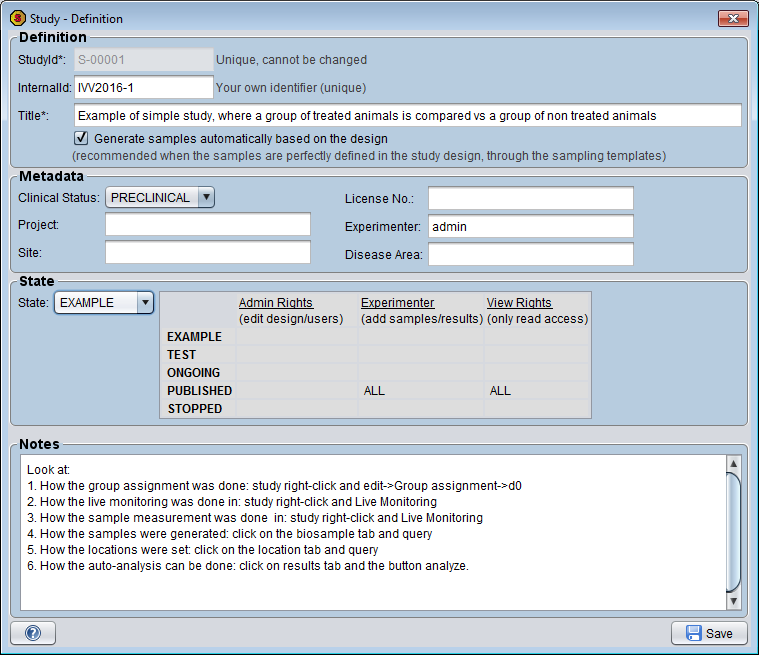 Study - Definition
Definition
StudyId*: S-00001 Unique, cannot be changed
InternalId: IVV2016-1 Your own identifier (unique)
Title*: Example of simple study, where a group of treated animals is compared vs a group of non treated animals
Generate samples automatically based on the design
(recommended when the samples are perfectly defined in the study design, through the sampling templates)
Metadata
Clinical Status: PRECLINICAL License No.:
Project: Experimenter: admin
Site: Disease Area:
State
State: EXAMPLE Admin Rights Experimenter View Rights
(edit design/users) (add samples/results) (only read access)
EXAMPLE
TEST
ONGOING
PUBLISHED ALL ALL
STOPPED
Notes
Look at:
1. How the group assignment was done: study right-click and edit->Group assignment->d0
2. How the live monitoring was done in: study right-click and Live Monitoring
3. How the sample measurement was done  in: study right-click and Live Monitoring
4. How the samples were generated: click on the biosample tab and query
5. How the locations were set: click on the location tab and query
6. How the auto-analysis can be done: click on results tab and the button analyze.
? Save